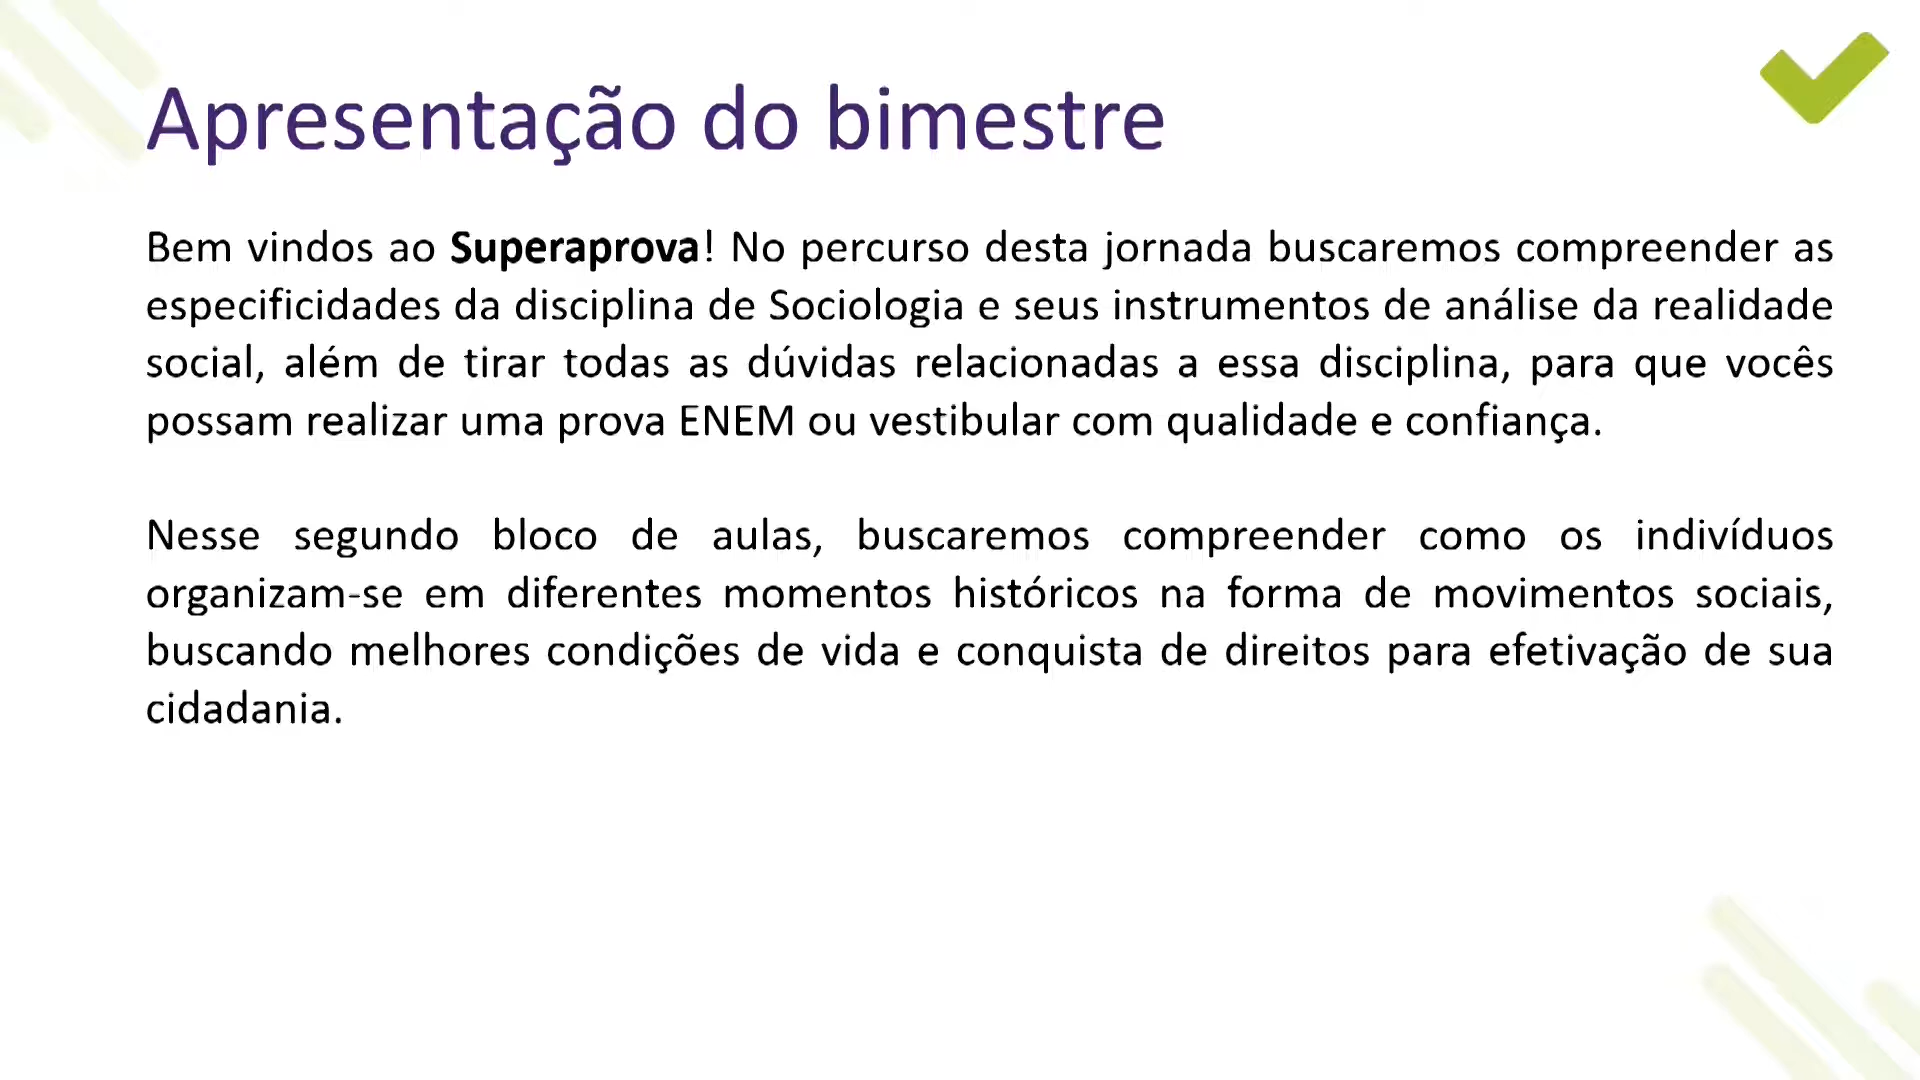 Apresentação do bimestre
Bem vindos ao Superaprova! No percurso desta jornada buscaremos compreender as
especificidades da disciplina de Sociologia e seus instrumentos de análise da realidade
social, além de tirar todas as dúvidas relacionadas a essa disciplina, para que vocês
possam realizar uma prova ENEM ou vestibular com qualidade e confiança.
Nesse segundo bloco de aulas, buscaremos compreender como os indivíduos
organizam-se em diferentes momentos históricos na forma de movimentos sociais,
buscando melhores condições de vida e conquista de direitos para efetivação de sua
cidadania.